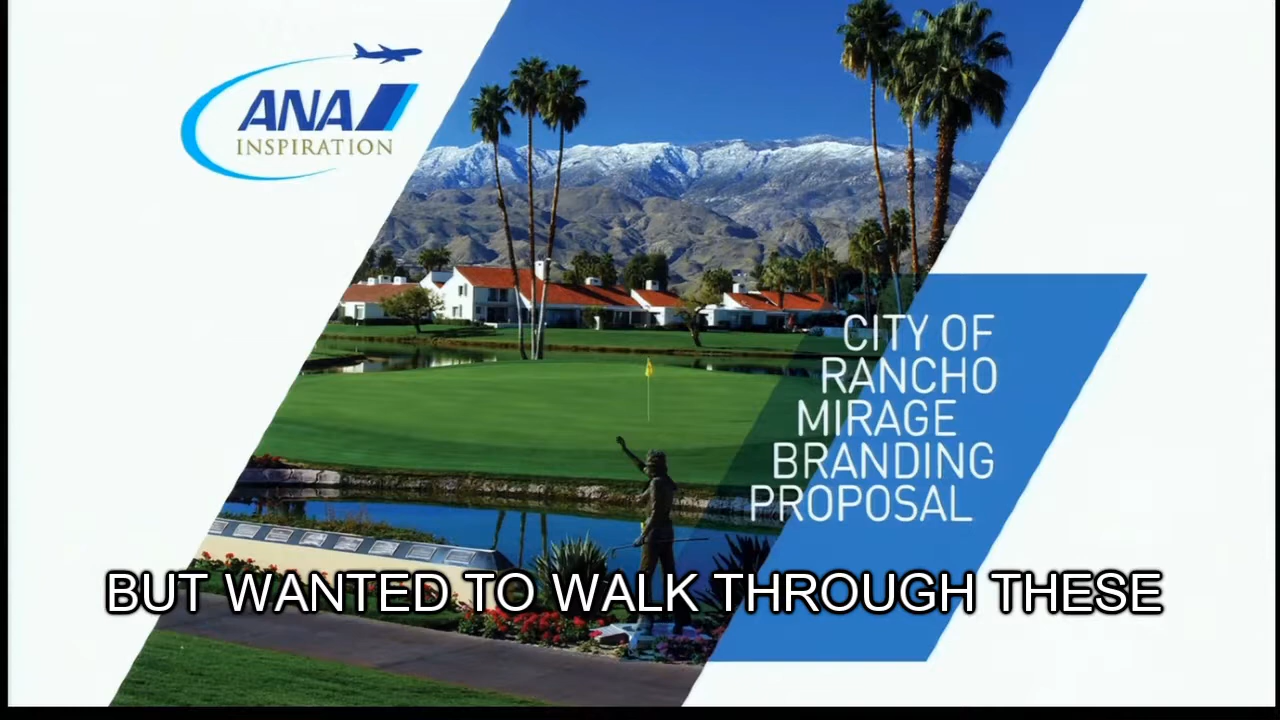 ANA
INSPIRATION
CITY OF
RANCHO
MIRAGE
BRANDING
PROPOSAL
BUT WANTED TO WALK THROUGH THESE